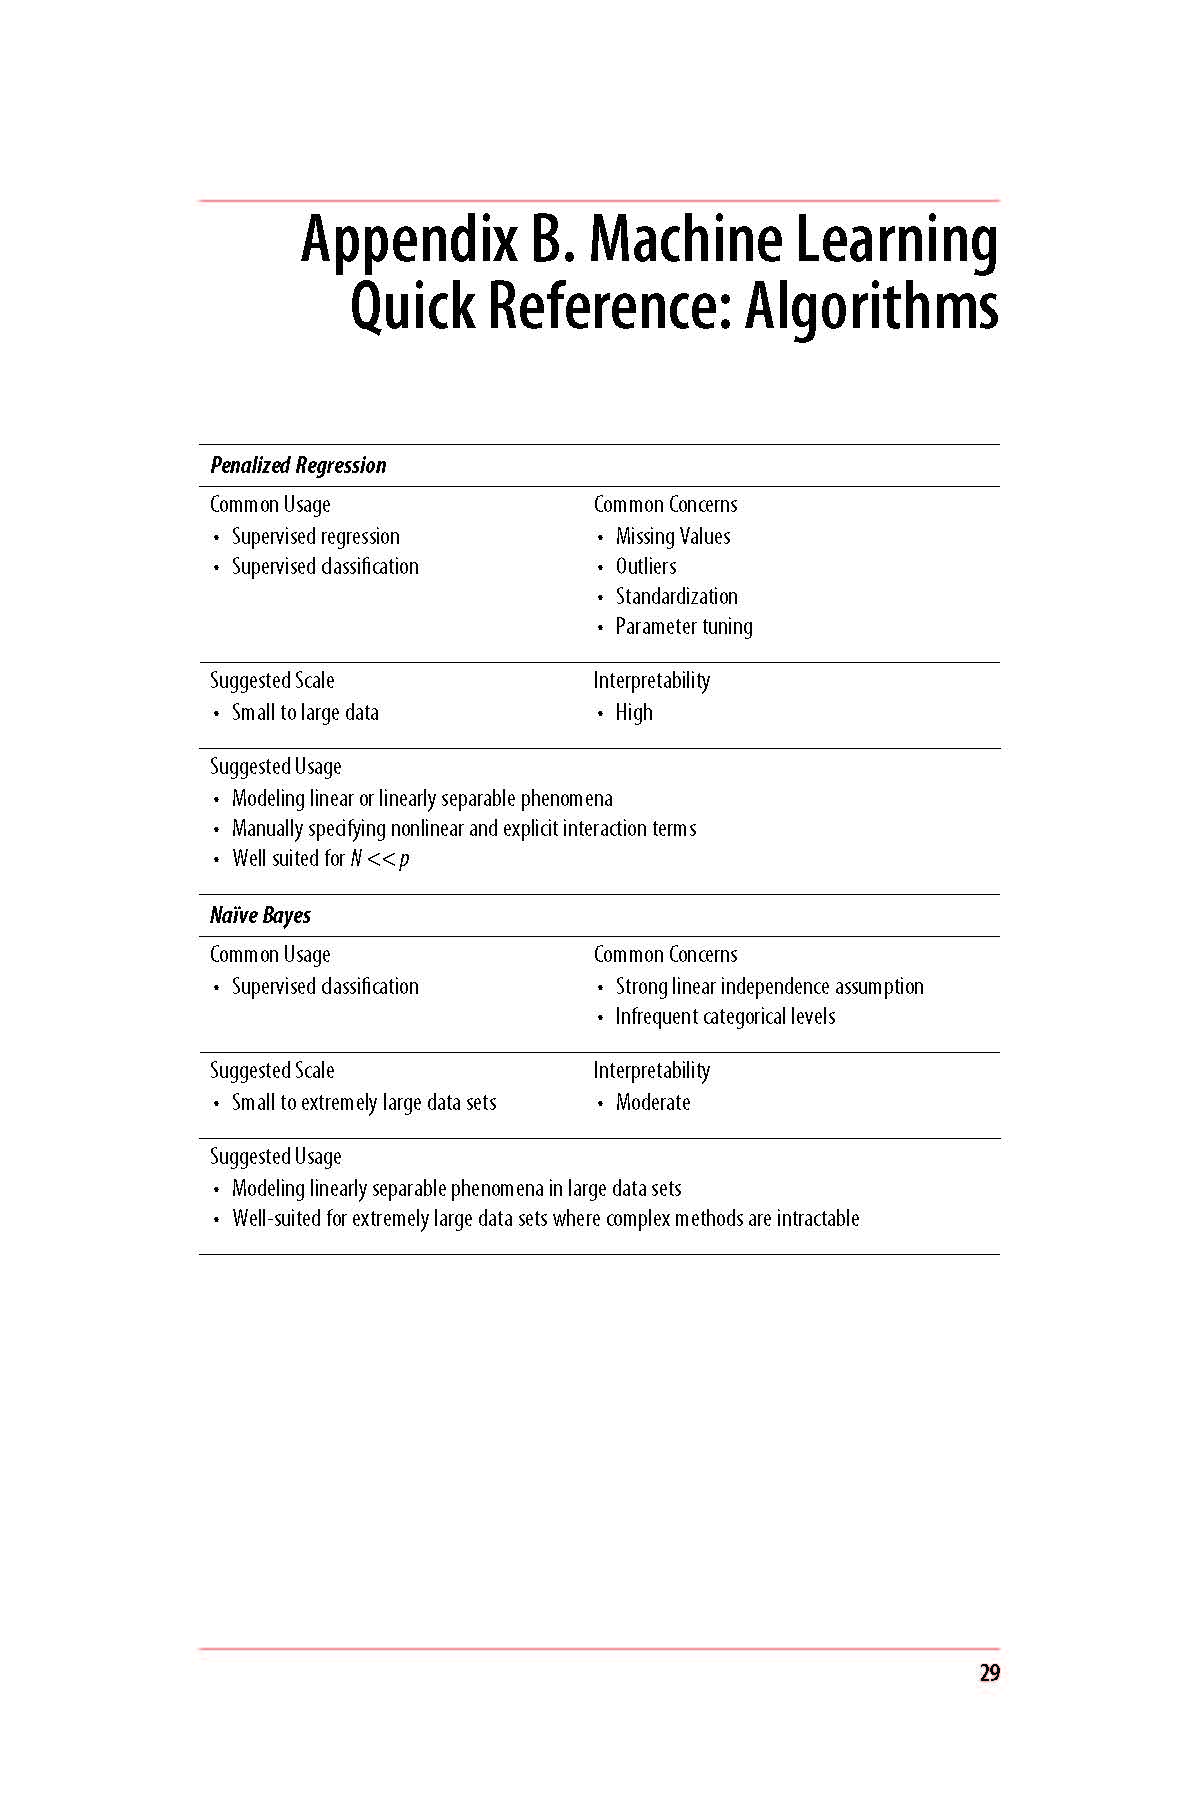 Appendix B. Machine Learning
Quick Reference: Algorithms
Penalized Regression
Common Usage
• Supervised regression
• Supervised classification
Common Concerns
• Missing Values
• Outliers
• Standardization
• Parameter tuning
Suggested Scale
• Small to large data
Interpretability
• High
Suggested Usage
• Modeling linear or linearly separable phenomena
• Manually specifying nonlinear and explicit interaction terms
• Well suited for N << p
Naïve Bayes
Common Usage
• Supervised classification
Common Concerns
• Strong linear independence assumption
• Infrequent categorical levels
Suggested Scale
• Small to extremely large data sets
Interpretability
• Moderate
Suggested Usage
• Modeling linearly separable phenomena in large data sets
• Well-suited for extremely large data sets where complex methods are intractable
29